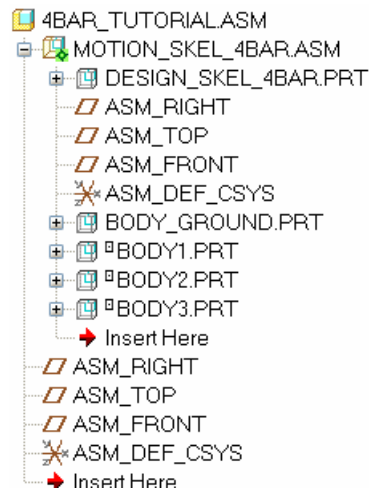 4BAR_TUTORIAL.ASM
MOTION_SKEL_4BAR.ASM
DESIGN_SKEL_4BAR.PRT
ASM_RIGHT
ASM_TOP
ASM_FRONT
ASM_DEF_CSYS
BODY_GROUND.PRT
BODY1.PRT
BODY2.PRT
BODY3.PRT
Insert Here
ASM_RIGHT
ASM_TOP
ASM_FRONT
ASM_DEF_CSYS
Insert Here